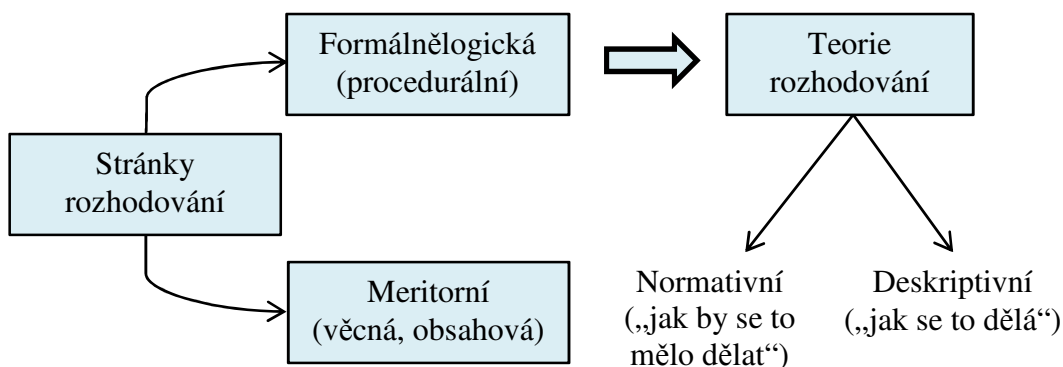 Formálnělogická
(procedurální)
Teorie
rozhodování
Stránky
rozhodování
Meritorní
(věcná, obsahová)
Normativní
(„jak by se to
mělo dělat“)
Deskriptivní
(„jak se to dělá“)